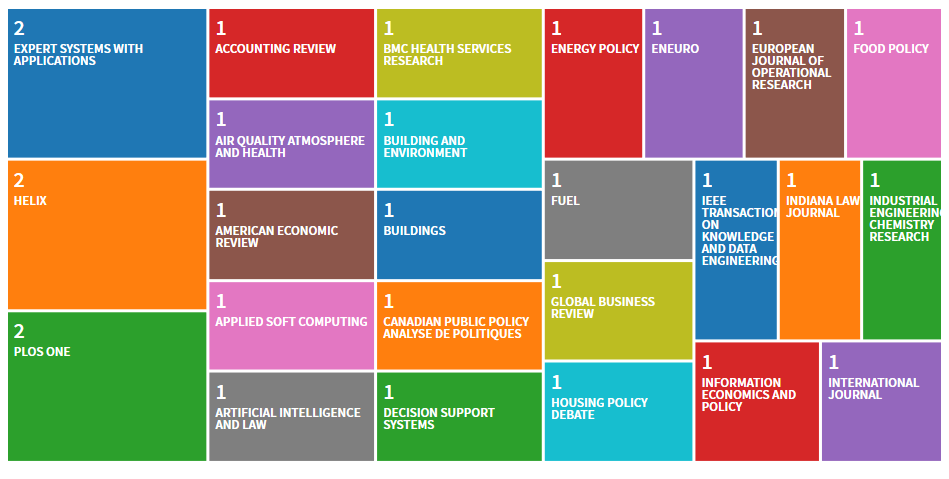 2
EXPERT SYSTEMS WITH
APPLICATIONS
2
HELIX
2
PLOS ONE
1
ACCOUNTING REVIEW
1
AIR QUALITY ATMOSPHERE
AND HEALTH
1
AMERICAN ECONOMIC
REVIEW
1
APPLIED SOFT COMPUTING
1
ARTIFICIAL INTELLIGENCE
AND LAW
1
BMC HEALTH SERVICES
RESEARCH
1
BUILDING AND
ENVIRONMENT
1
BUILDINGS
1
CANADIAN PUBLIC POLICY
ANALYSE DE POLITIQUES
1
DECISION SUPPORT
SYSTEMS
1
ENERGY POLICY
1
ENEURO
1
EUROPEAN
JOURNAL OF
OPERATIONAL
RESEARCH
1
FOOD POLICY
1
FUEL
1
GLOBAL BUSINESS
REVIEW
1
HOUSING POLICY
DEBATE
1
IEEE
TRANSACTION
ON
KNOWLEDGE
AND DATA
ENGINEERING
1
INDIANA LAW
JOURNAL
1
INDUSTRIAL
ENGINEERING
CHEMISTRY
RESEARCH
1
INFORMATION
ECONOMICS AND
POLICY
1
INTERNATIONAL
JOURNAL